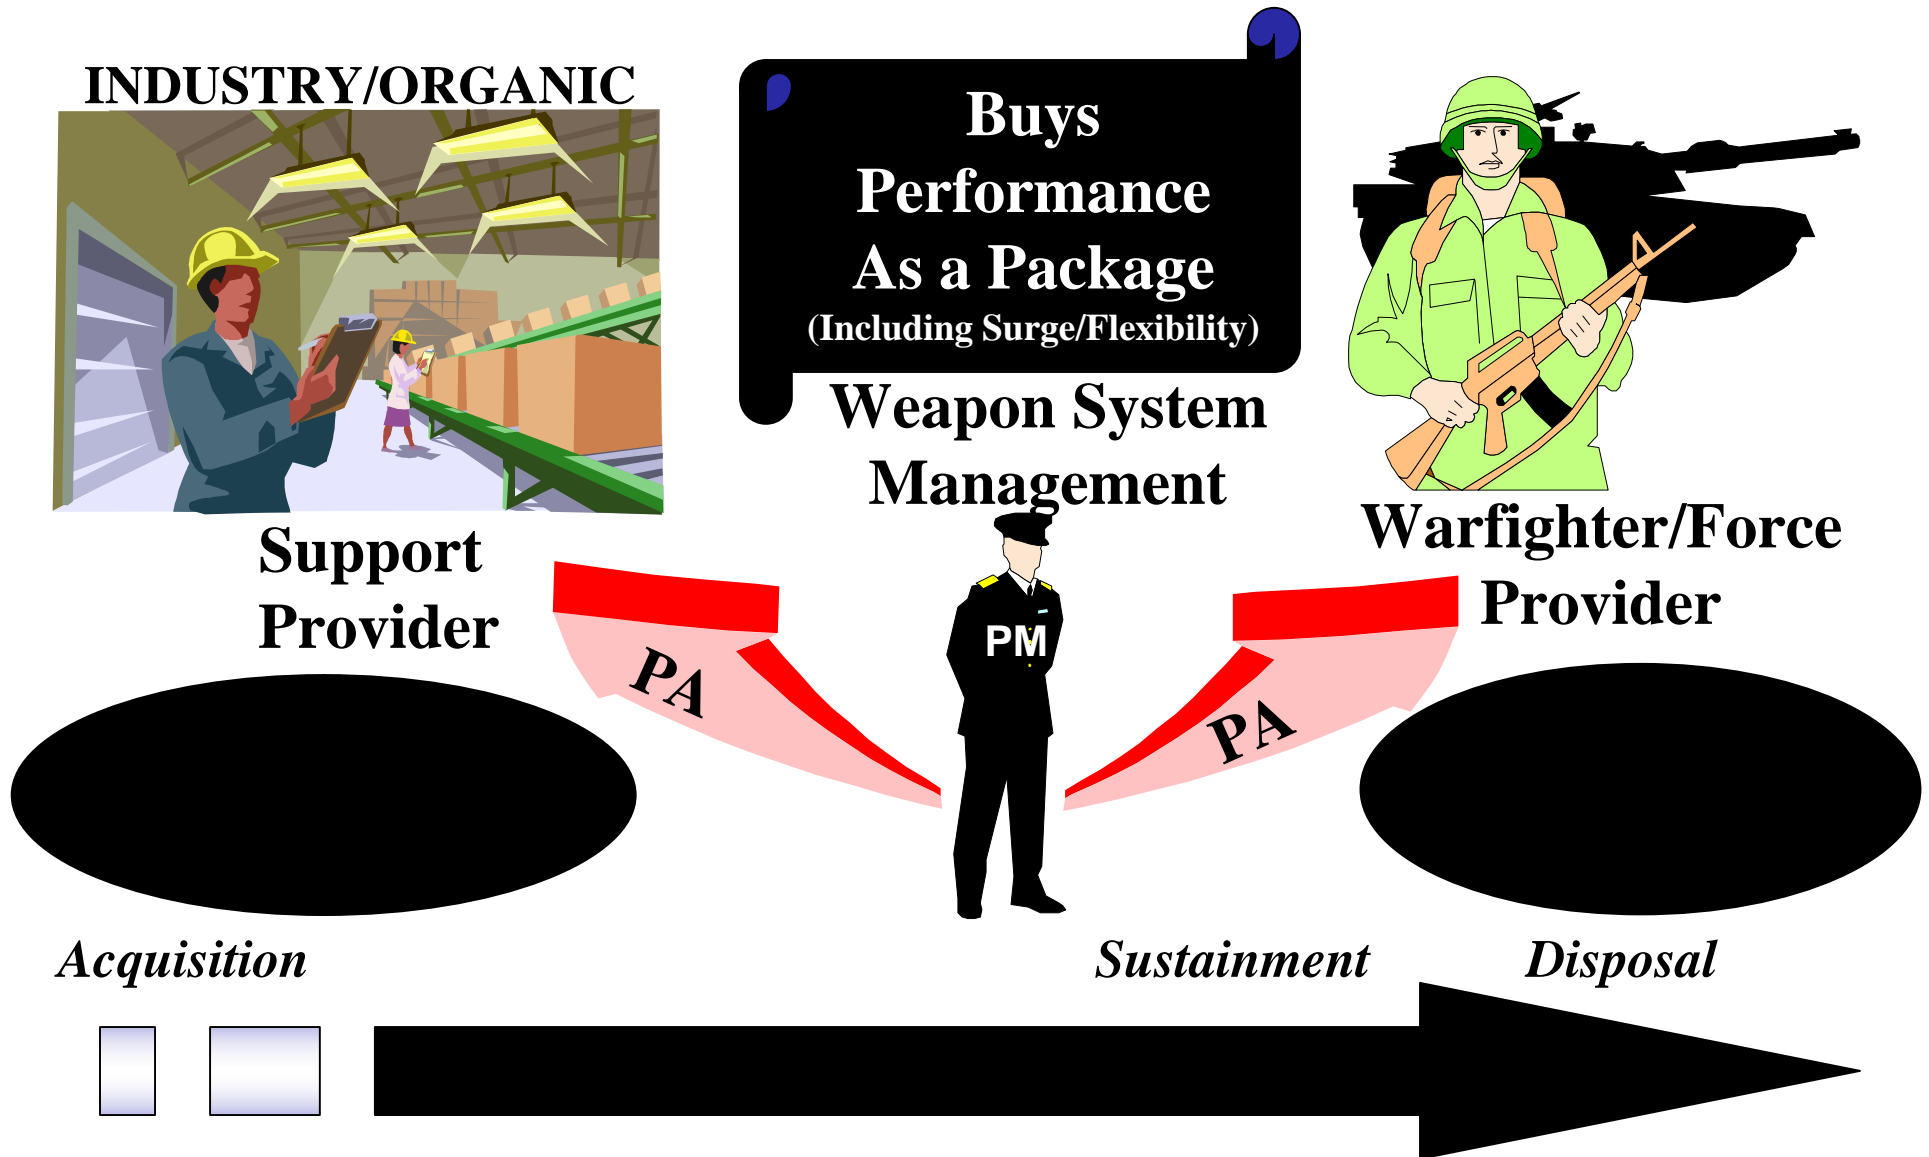 INDUSTRY/ORGANIC
Buys
Performance
As a Package
(Including Surge/Flexibility)
Weapon System
Management
Support
Provider
Warfighter/Force
Provider
PA
PM
PA
Acquisition
Sustainment
Disposal